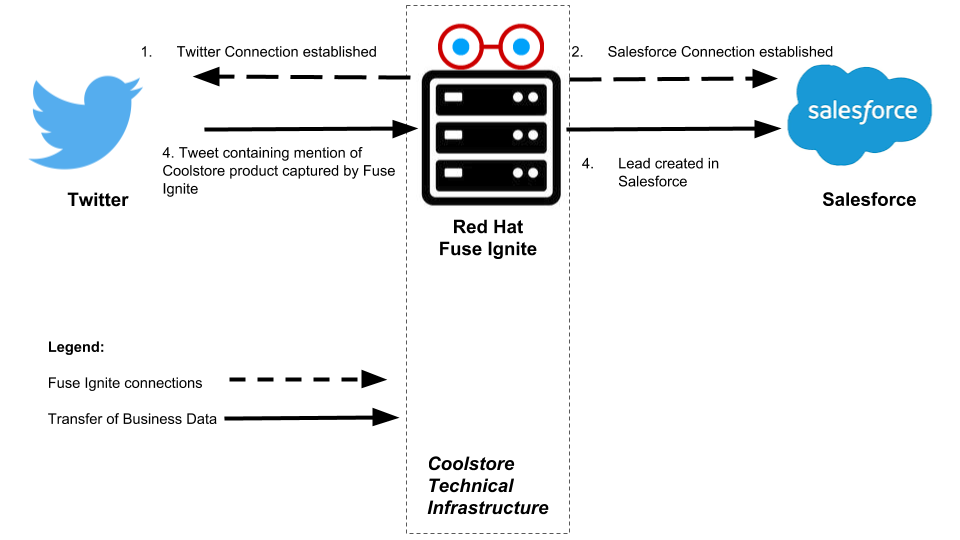 1. Twitter Connection established
2. Salesforce Connection established
salesforce
4. Tweet containing mention of
Coolstore product captured by Fuse
Ignite
4. Lead created in
Salesforce
Twitter
Red Hat
Fuse Ignite
Salesforce
Legend:
Fuse Ignite connections
Transfer of Business Data
Coolstore
Technical
Infrastructure